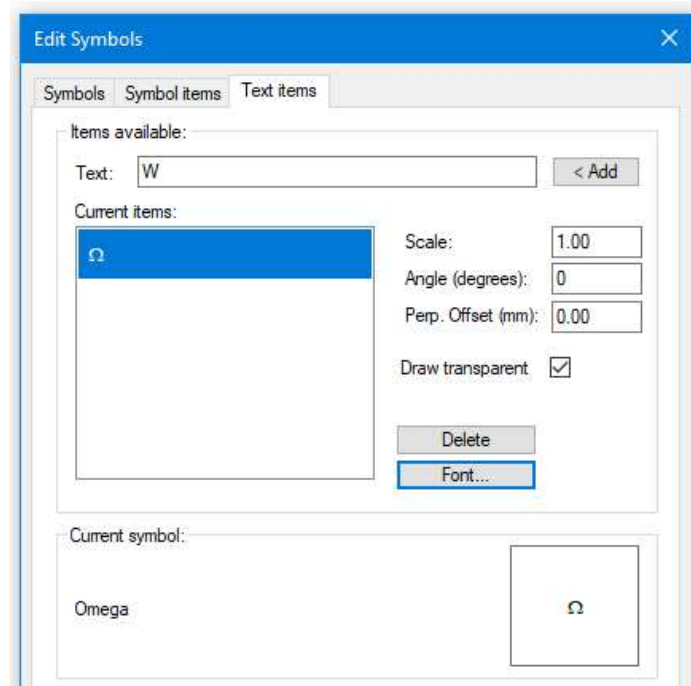 Edit Symbols
Symbols Symbol items Text items
Items available:
Text: W < Add
Current items:
Ω
Scale: 1.00
Angle (degrees): 0
Perp. Offset (mm): 0.00
Draw transparent
Delete
Font...
Current symbol:
Omega Ω